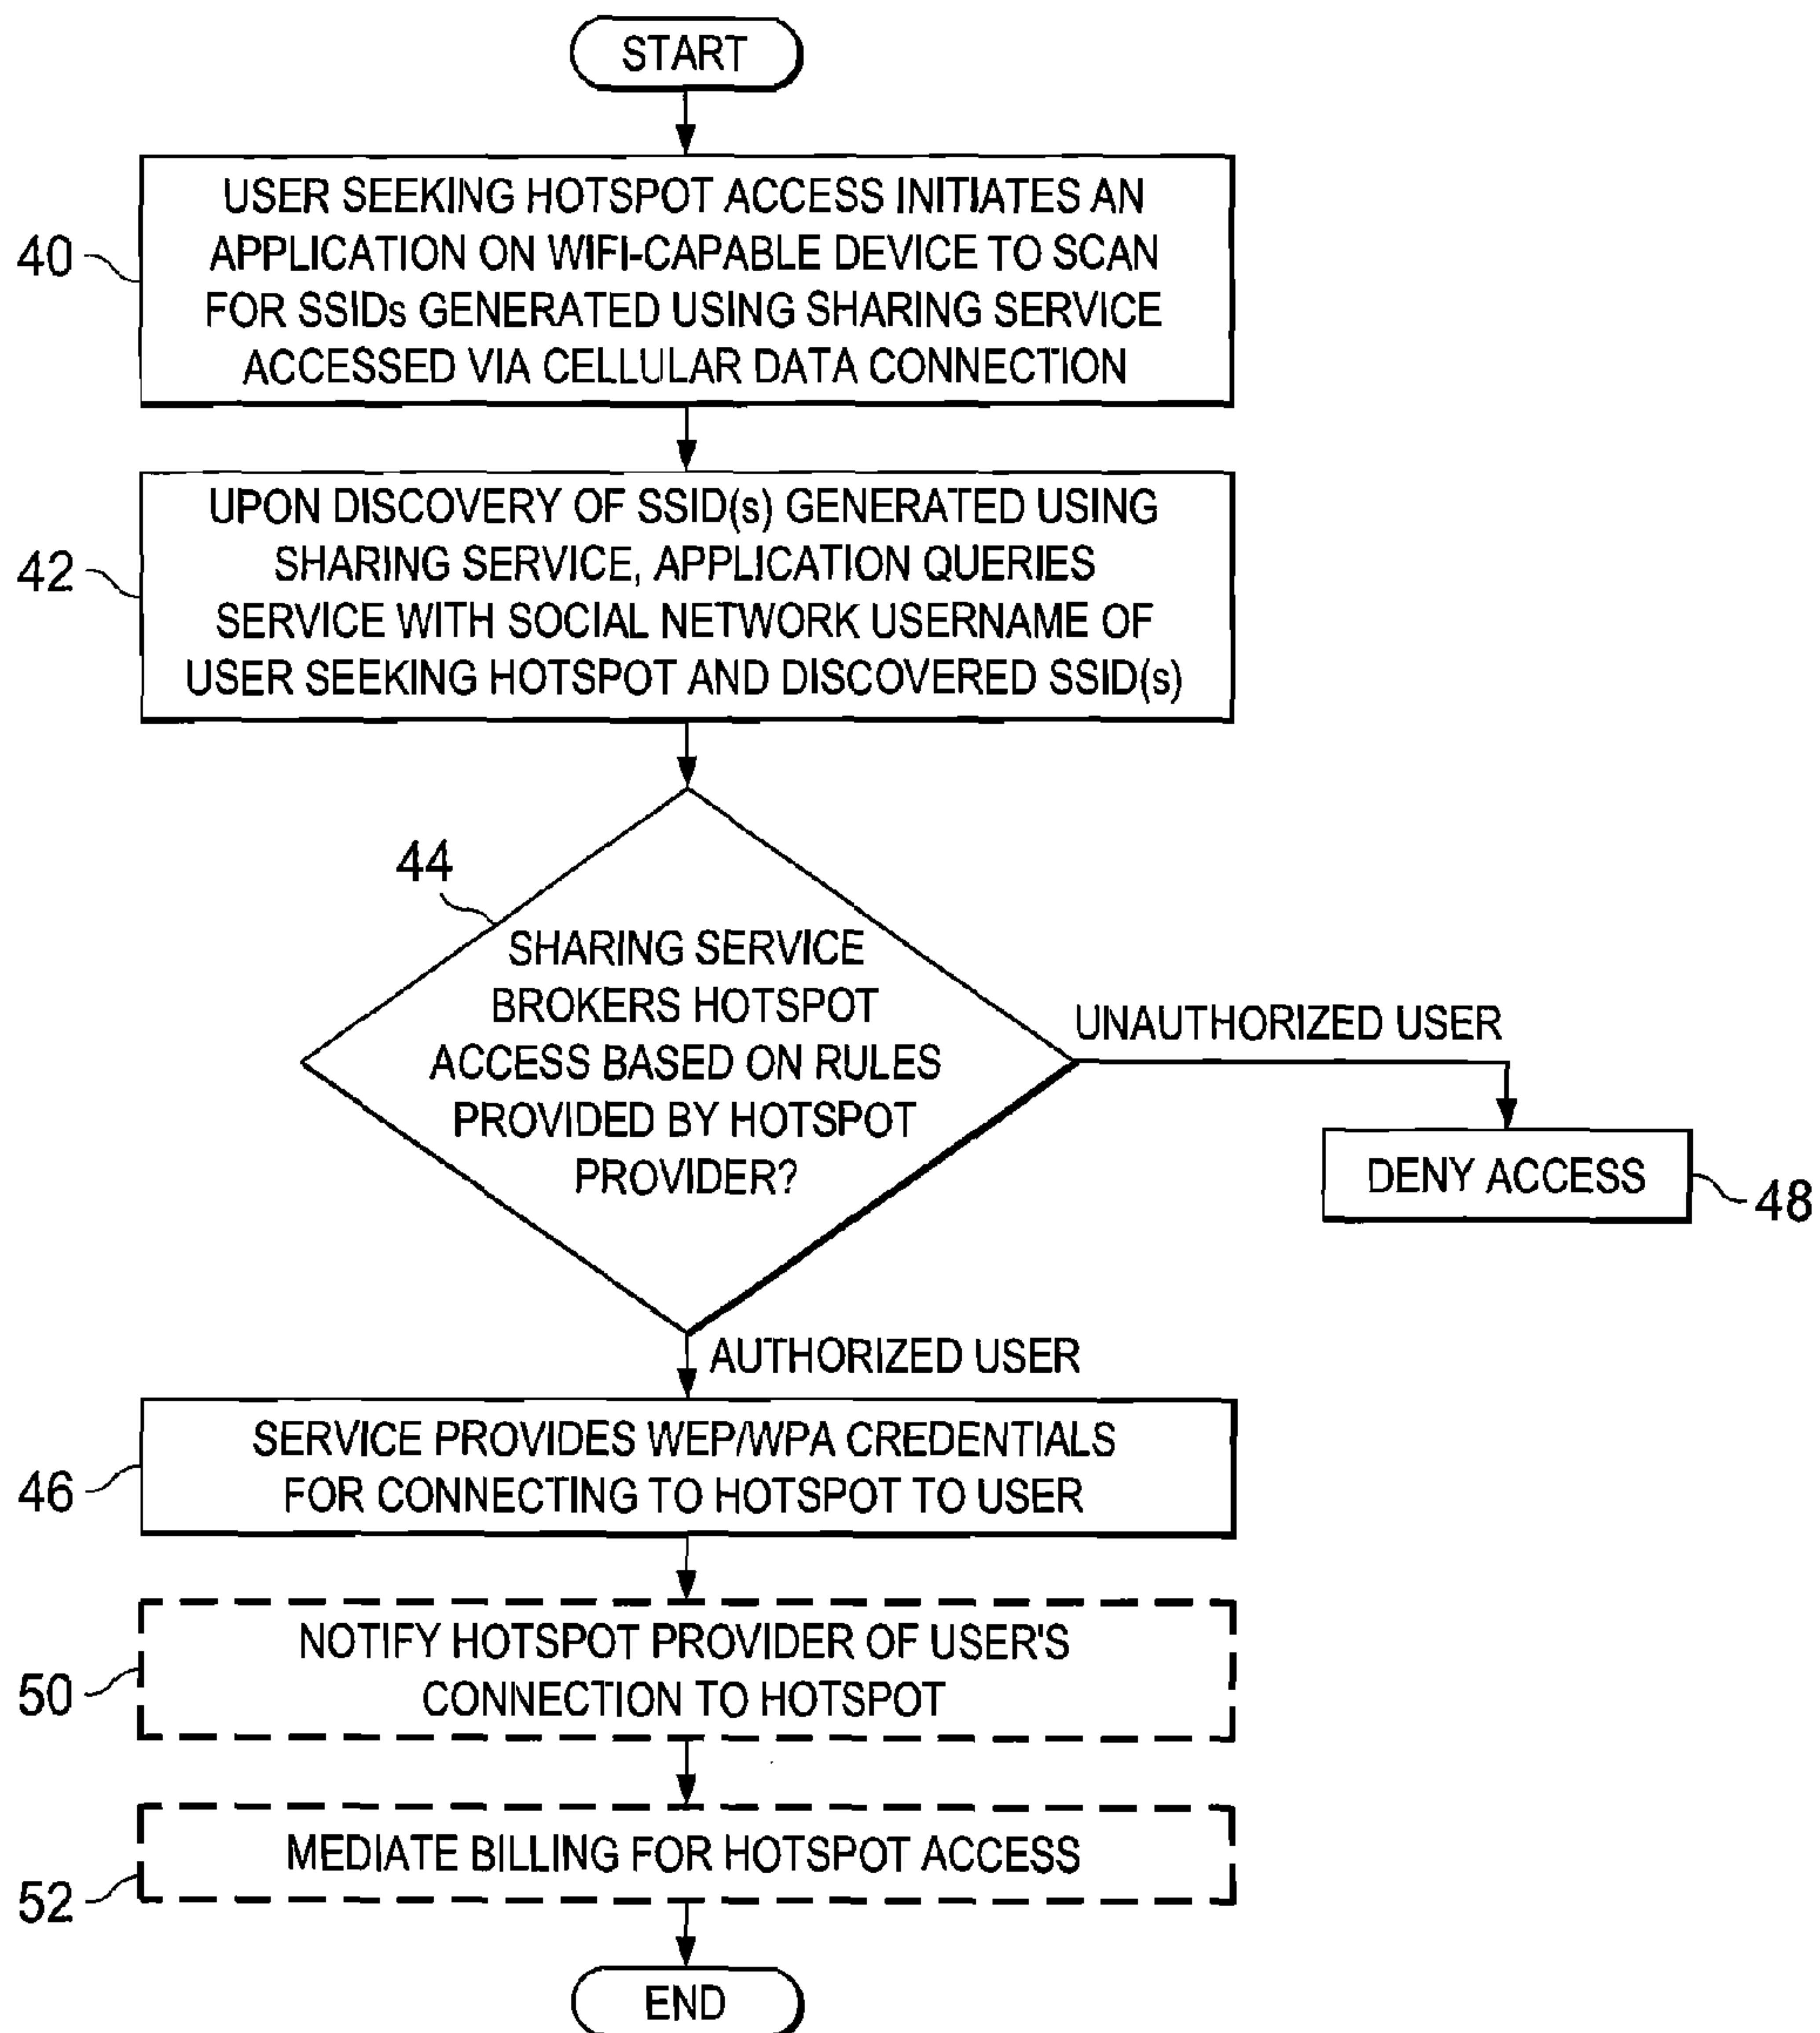 START
40
USER SEEKING HOTSPOT ACCESS INITIATES AN
APPLICATION ON WIFI-CAPABLE DEVICE TO SCAN
FOR SSIDs GENERATED USING SHARING SERVICE
ACCESSED VIA CELLULAR DATA CONNECTION
42
UPON DISCOVERY OF SSID(s) GENERATED USING
SHARING SERVICE, APPLICATION QUERIES
SERVICE WITH SOCIAL NETWORK USERNAME OF
USER SEEKING HOTSPOT AND DISCOVERED SSID(s)
44
SHARING SERVICE
BROKERS HOTSPOT
ACCESS BASED ON RULES
PROVIDED BY HOTSPOT
PROVIDER?
UNAUTHORIZED USER
DENY ACCESS
48
AUTHORIZED USER
46
SERVICE PROVIDES WEP/WPA CREDENTIALS
FOR CONNECTING TO HOTSPOT TO USER
50
NOTIFY HOTSPOT PROVIDER OF USER'S
CONNECTION TO HOTSPOT
52
MEDIATE BILLING FOR HOTSPOT ACCESS
END